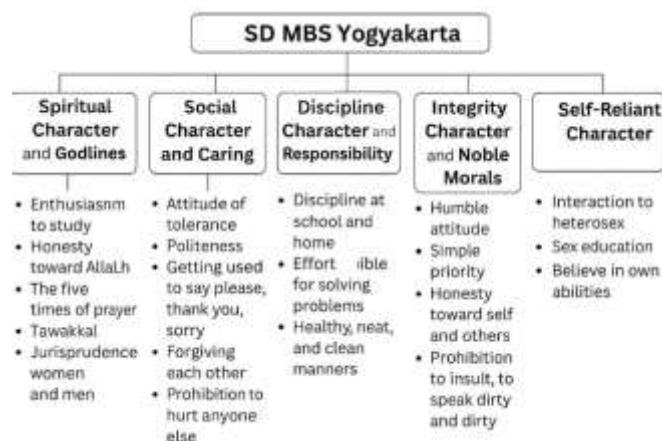 SD MBS Yogyakarta
Spiritual
Character
and Godlines
• Enthusiasnm
to study
• Honesty
toward AllaLh
• The five
times of prayer
• Tawakkal
• Jurisprudence
women
and men
Social
Character
and Caring
• Attitude of
tolerance
• Politeness
• Getting used
to say please,
thank you,
sorry
• Forgiving
each other
• Prohibition to
hurt anyone
else
Discipline
Character and
Responsibility
• Discipline at
school and
home
• Effort ible
for solving
problems
• Healthy, neat,
and clean
manners
Integrity
Character
and Noble
Morals
• Humble
attitude
• Simple
priority
• Honesty
toward self
and others
• Prohibition
to insult, to
speak dirty
and dirty
Self-Reliant
Character
• Interaction to
heterosex
• Sex education
• Believe in own
abilities